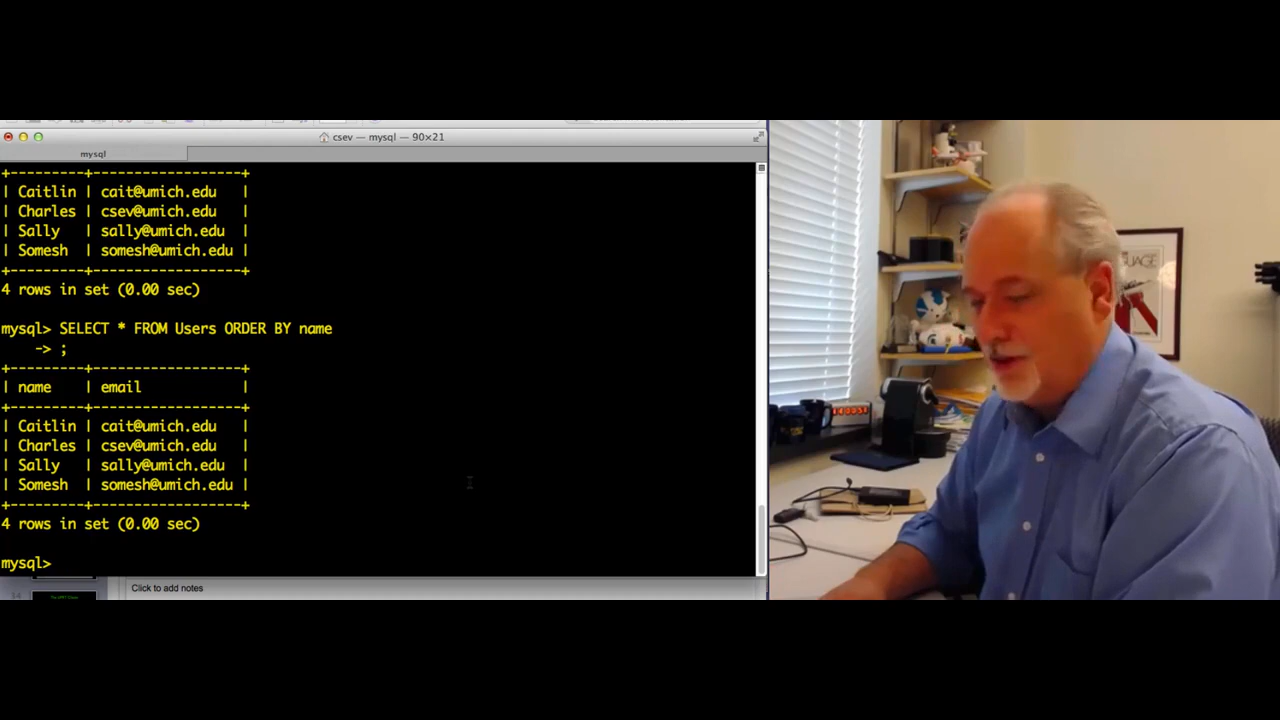 csev — mysql — 90×21
mysql
+---------+------------------+
| Caitlin | cait@umich.edu   |
| Charles | csev@umich.edu   |
| Sally   | sally@umich.edu  |
| Somesh  | somesh@umich.edu |
+---------+------------------+
4 rows in set (0.00 sec)
mysql> SELECT * FROM Users ORDER BY name
    -> ;
+---------+------------------+
| name    | email            |
+---------+------------------+
| Caitlin | cait@umich.edu   |
| Charles | csev@umich.edu   |
| Sally   | sally@umich.edu  |
| Somesh  | somesh@umich.edu |
+---------+------------------+
4 rows in set (0.00 sec)
mysql>
Click to add notes